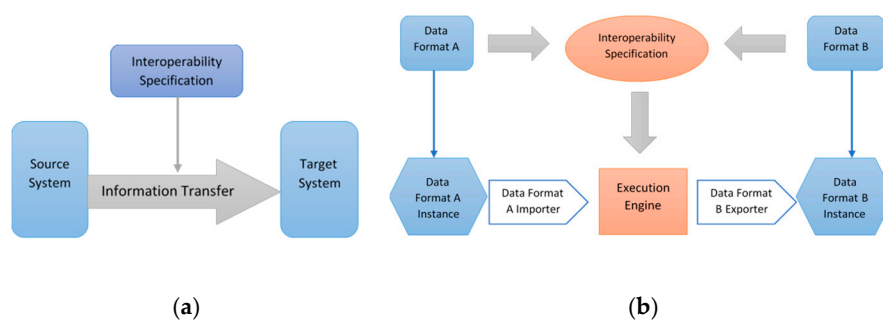 Interoperability
Specification
Source
System
Information Transfer
Target
System
(a)
Data
Format A
Interoperability
Specification
Data
Format B
Data
Format A
Instance
Data Format
A Importer
Execution
Engine
Data Format
B Exporter
Data
Format B
Instance
(b)